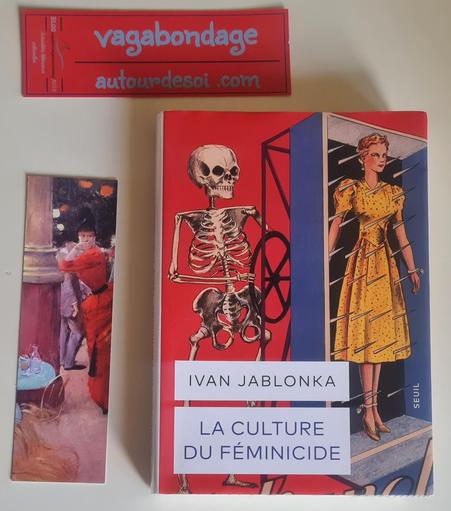 vagabondage
autourdesoi .com
IVAN JABLONKA
LA CULTURE
DU FÉMINICIDE
SEUIL